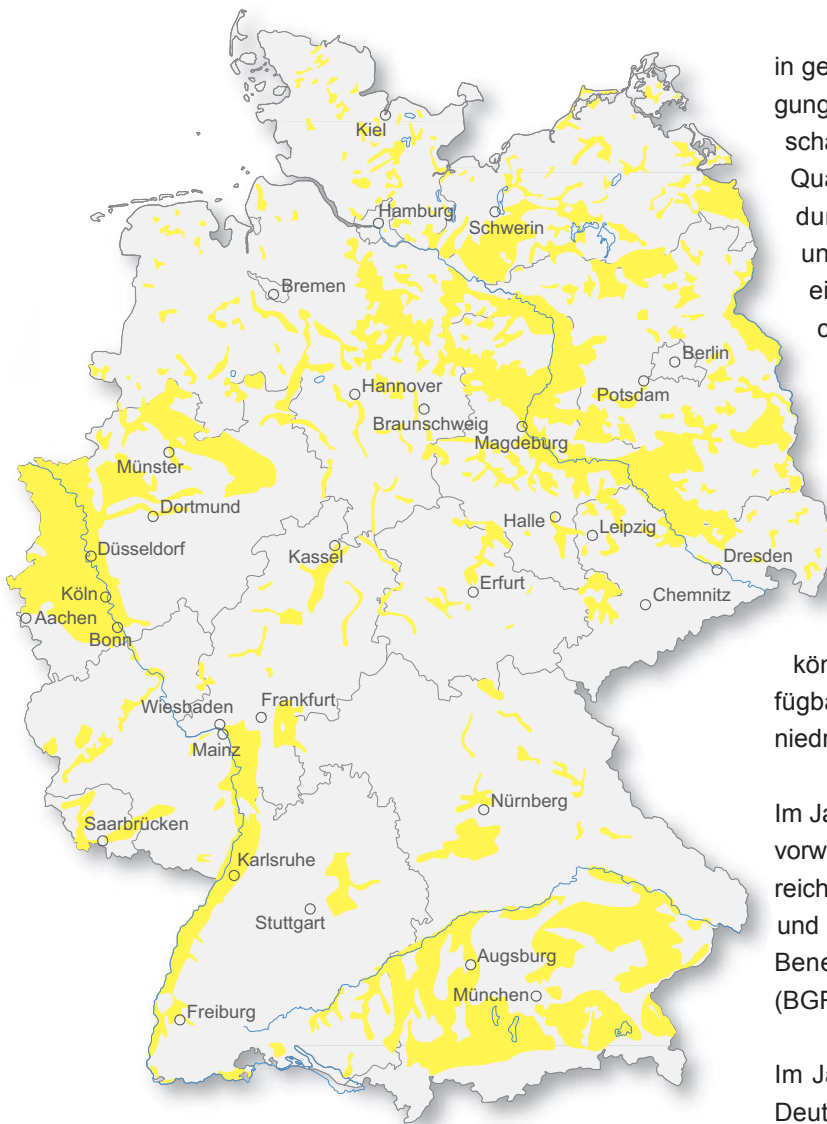 Kiel
Hamburg
Schwerin
Bremen
Berlin
Hannover
Potsdam
Braunschweig
Magdeburg
Münster
Dortmund
Halle
Leipzig
Düsseldorf
Kassel
Dresden
Köln
Erfurt
Chemnitz
Aachen
Bonn
Wiesbaden
Frankfurt
Mainz
Nürnberg
Saarbrücken
Karlsruhe
Stuttgart
Augsburg
München
Freiburg
in ge
gung
scha
Qua
dur
un
ei
fügba
niedr
Im Ja
vorw
reich
und
Bene
Im Ja
Deut